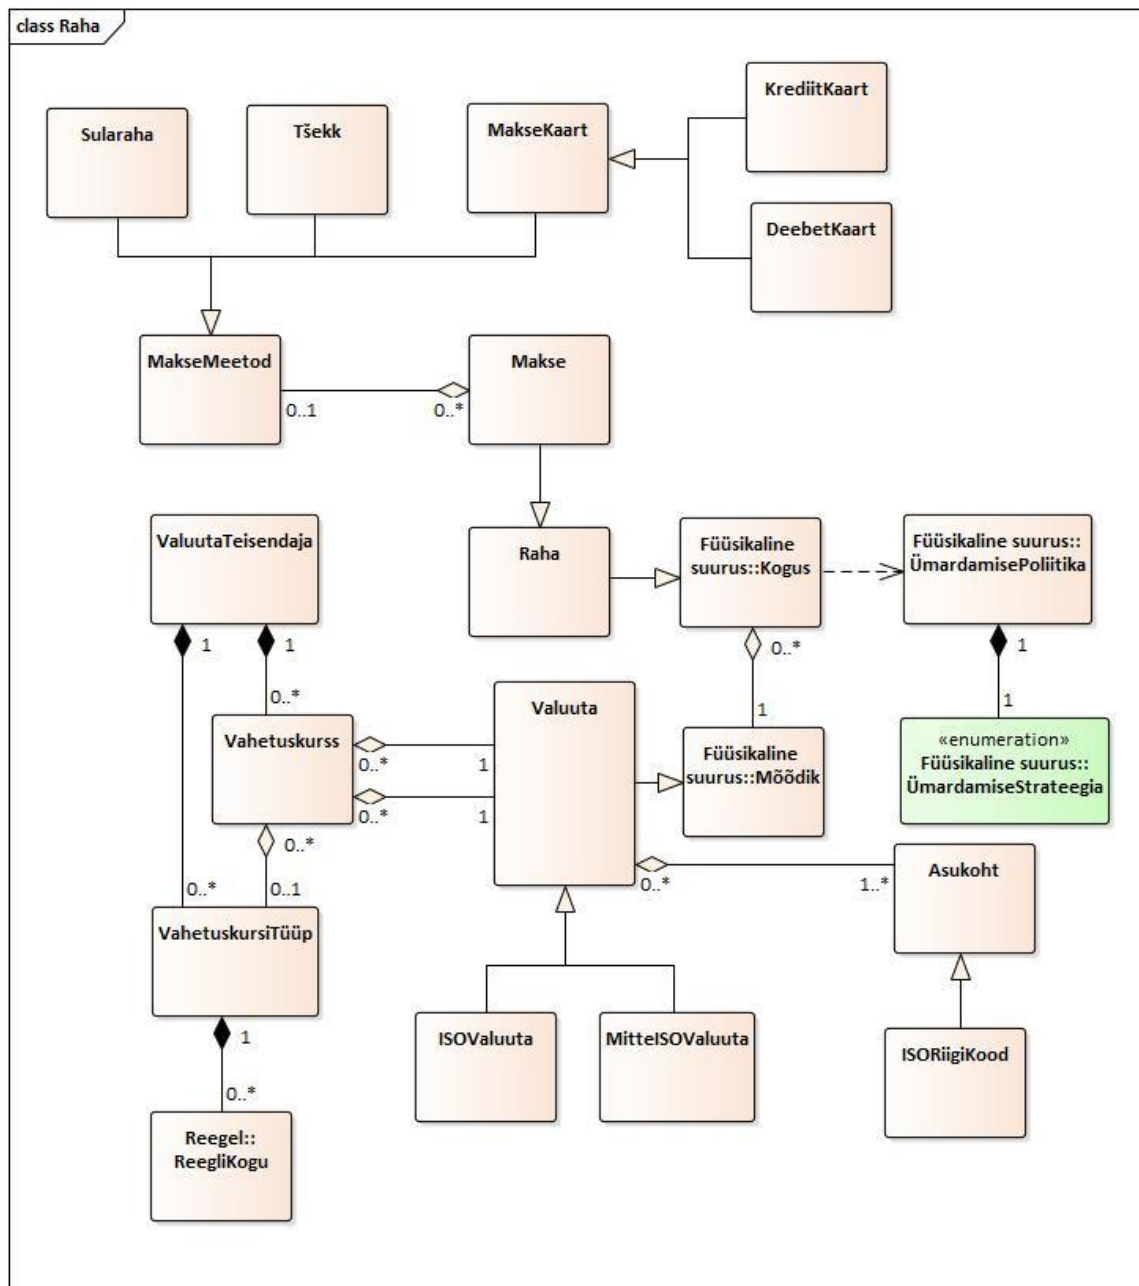 class Raha
KrediitKaart
Sularaha
Tšekk
MakseKaart
DeebetKaart
MakseMeetod
Makse
0..1
0..*
ValuutaTeisendaja
Raha
Füüsikaline
suurus::Kogus
Füüsikaline suurus::
ÜmardamisePoliitika
1
1
0..*
1
0..*
Valuuta
1
1
Vahetuskurss
0..*
1
Füüsikaline
suurus::Mõõdik
«enumeration»
Füüsikaline suurus::
ÜmardamiseStrateegia
0..*
1
0..*
0..*
0..1
0..*
1..*
Asukoht
VahetuskursiTüüp
ISOValuuta
MitteISOValuuta
ISORiigiKood
1
0..*
Reegel::
ReegliKogu